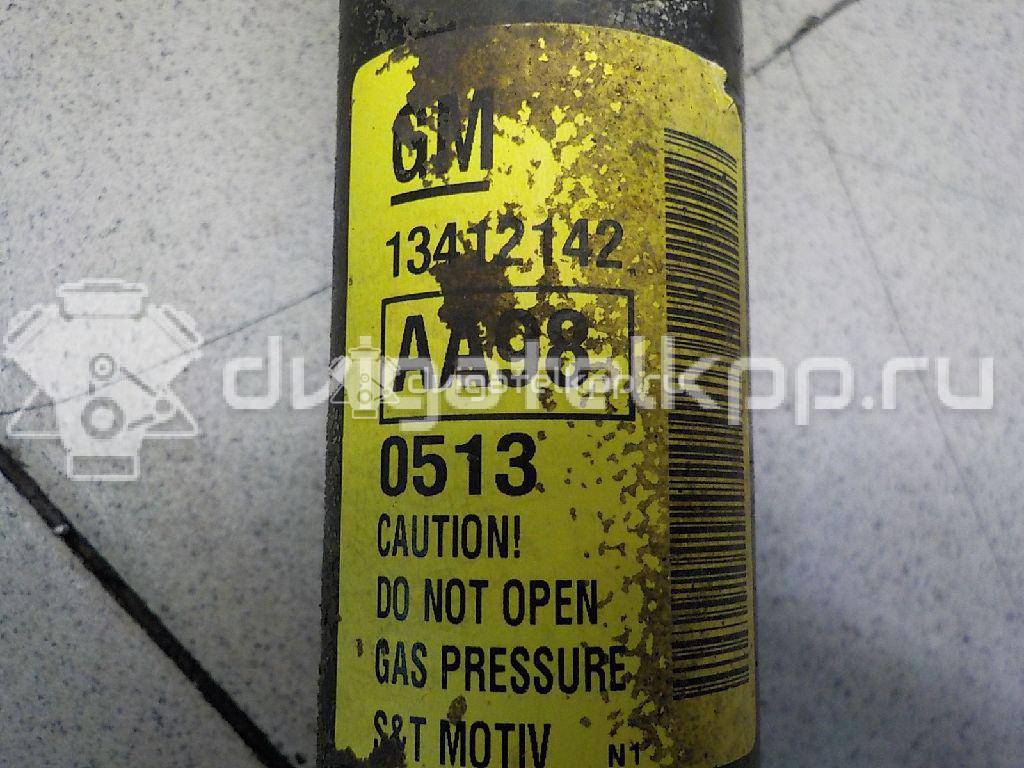 GM
13412142
AA98
0513
CAUTION!
DO NOT OPEN
GAS PRESSURE
S&T MOTIV N1
dvigatelkpp.ru